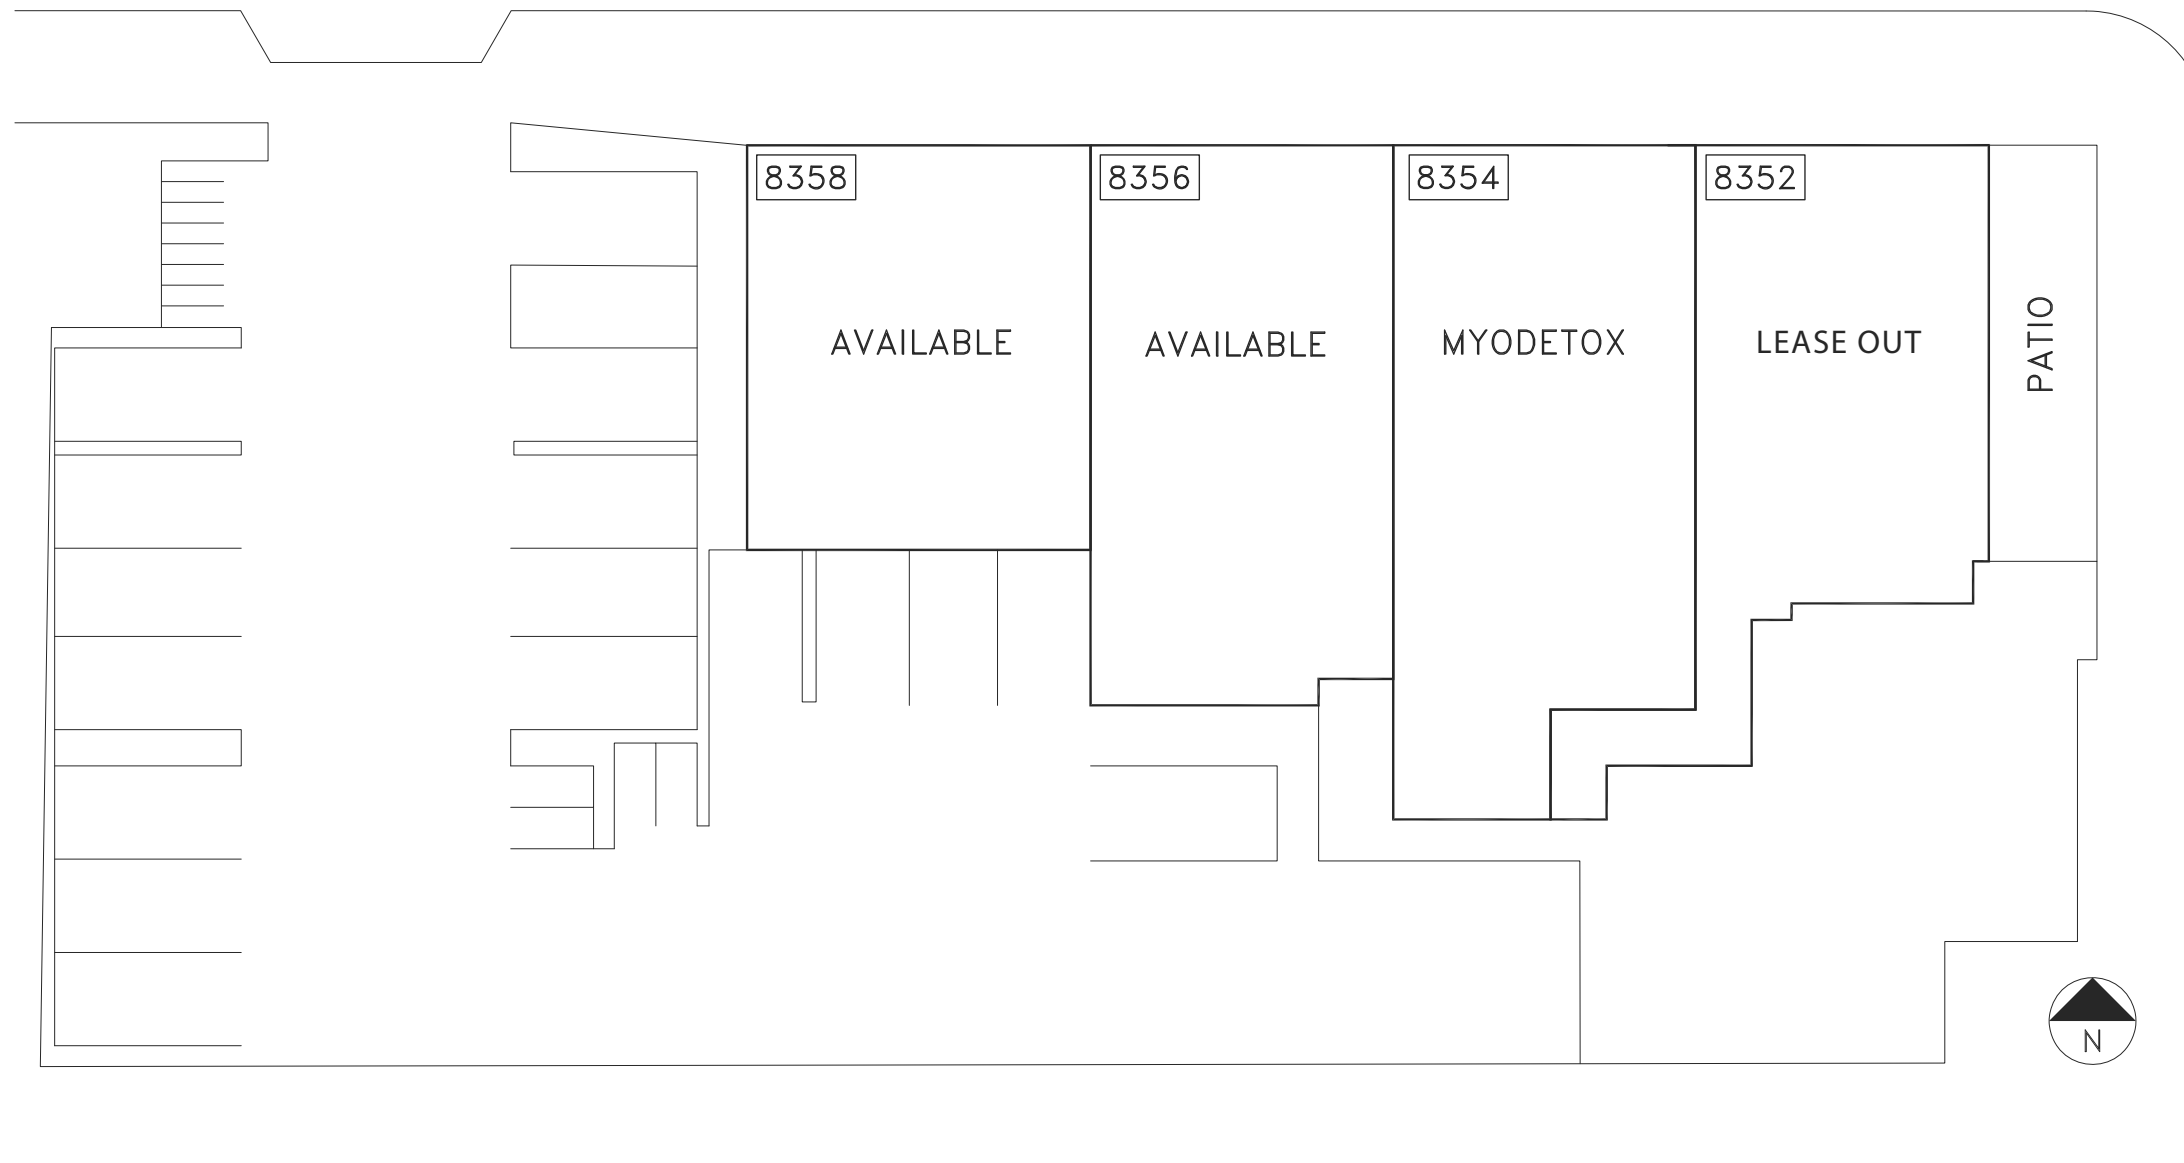 8358
8356
8354
8352
AVAILABLE
AVAILABLE
MYODETOX
LEASE OUT
PATIO
N